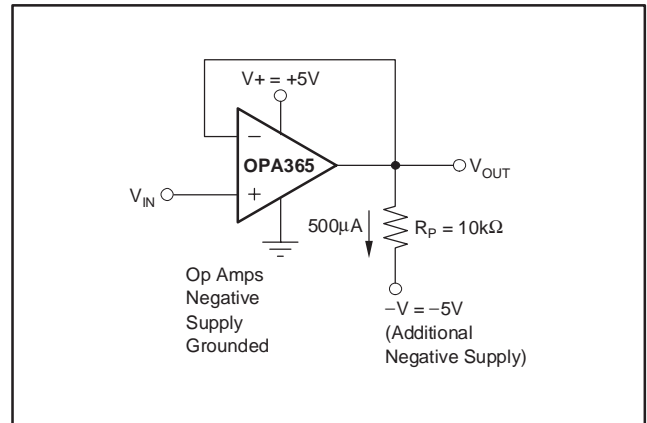 V+ = +5V
−
OPA365
+
V_IN
V_OUT
500μA
R_P = 10kΩ
Op Amps
Negative
Supply
Grounded
−V = −5V
(Additional
Negative Supply)